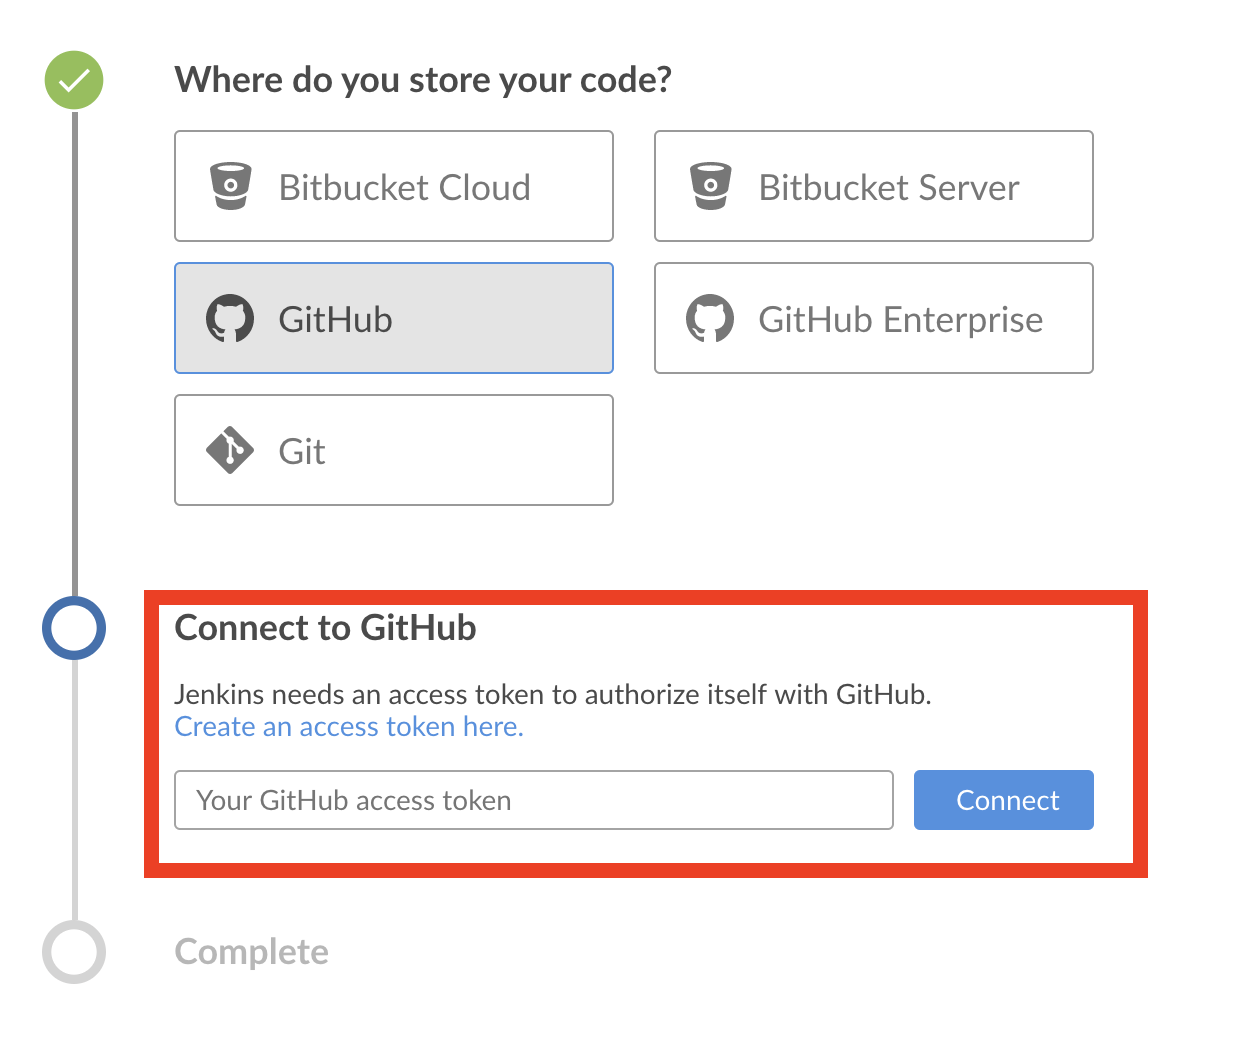 Where do you store your code?
Bitbucket Cloud
Bitbucket Server
GitHub
GitHub Enterprise
Git
Connect to GitHub
Jenkins needs an access token to authorize itself with GitHub.
Create an access token here.
Your GitHub access token
Connect
Complete